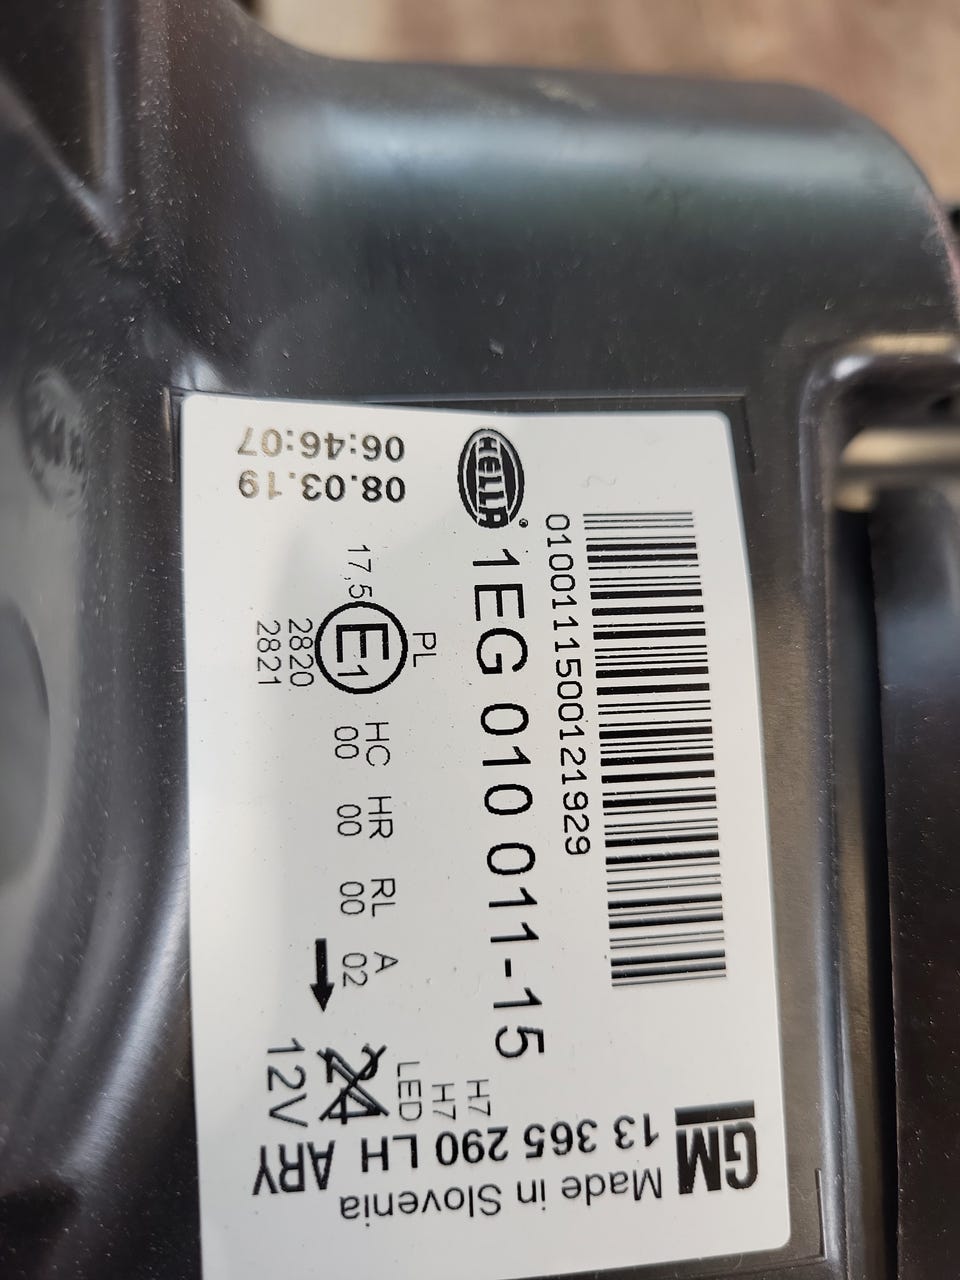 0100111500121929
HELLA
1EG 010 011-15
H7
H7
PL
LED
17,5
E1
HC HR RL A
00 00 00 02
24
12V
2820
2821
08.03.19
06:46:07
GM
13 365 290 LH ARY
Made in Slovenia